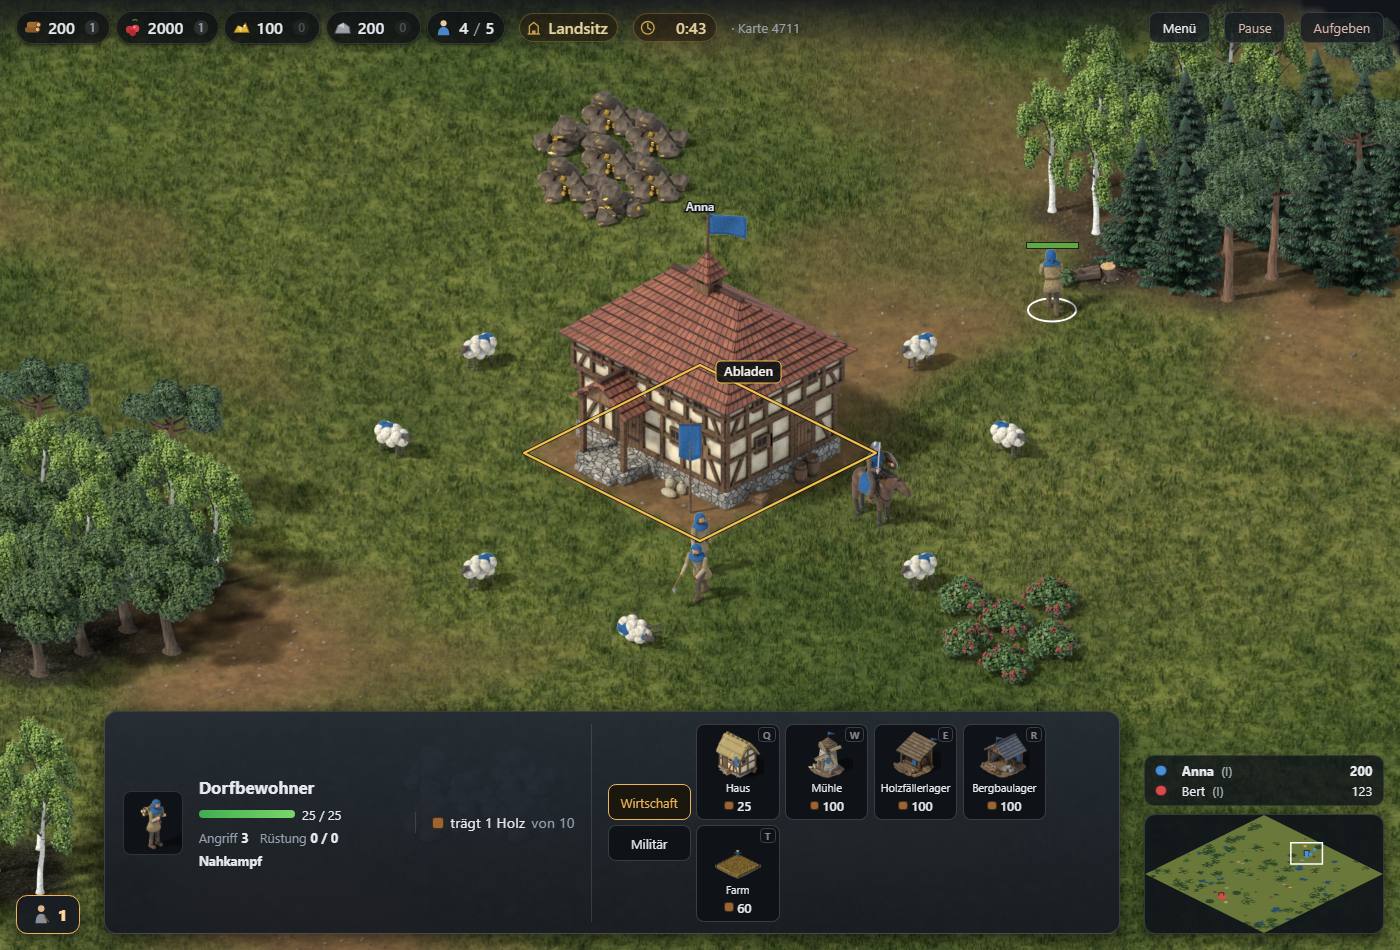 200 1 2000 1 100 0 200 0 4 / 5 Landsitz 0:43 · Karte 4711 Menü Pause Aufgeben
Anna
Abladen
Dorfbewohner
25 / 25
Angriff 3 Rüstung 0 / 0
Nahkampf
trägt 1 Holz von 10
Wirtschaft
Militär
Q
Haus
25
W
Mühle
100
E
Holzfällerlager
100
R
Bergbaulager
100
T
Farm
60
1
Anna (I) 200
Bert (I) 123